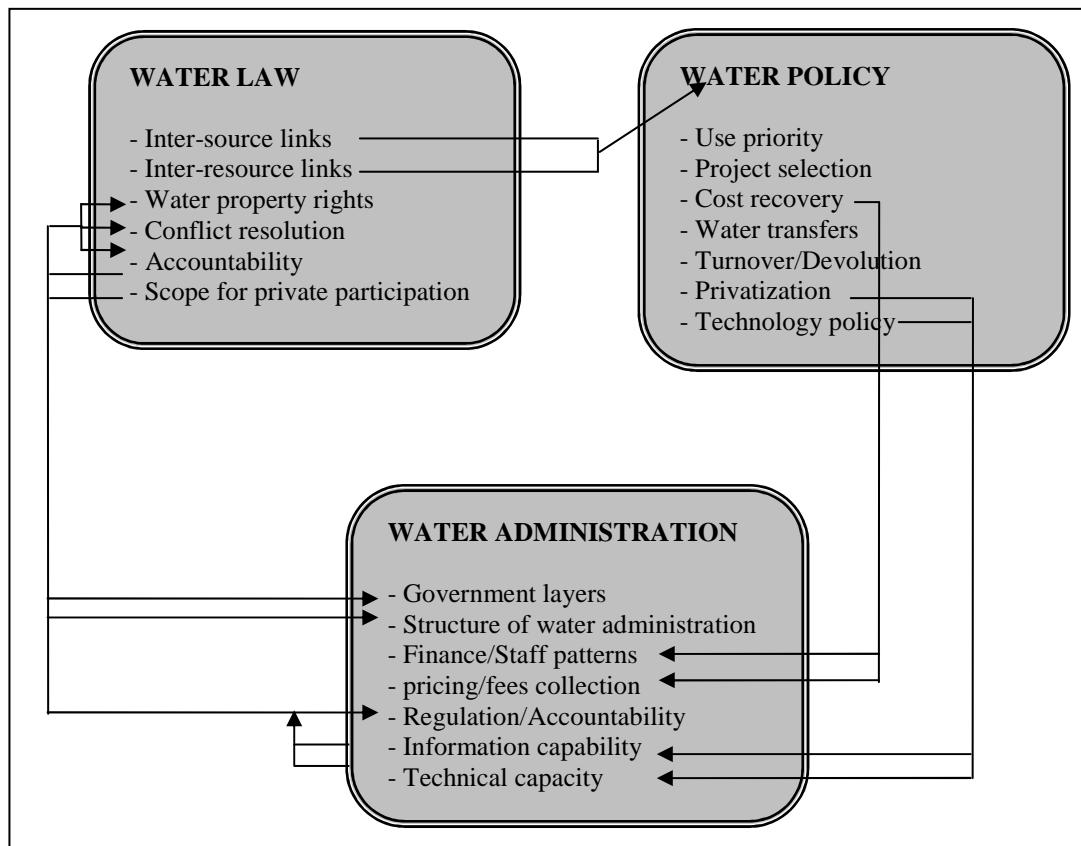 WATER LAW
- Inter-source links
- Inter-resource links
- Water property rights
- Conflict resolution
- Accountability
- Scope for private participation
WATER POLICY
- Use priority
- Project selection
- Cost recovery
- Water transfers
- Turnover/Devolution
- Privatization
- Technology policy
WATER ADMINISTRATION
- Government layers
- Structure of water administration
- Finance/Staff patterns
- pricing/fees collection
- Regulation/Accountability
- Information capability
- Technical capacity